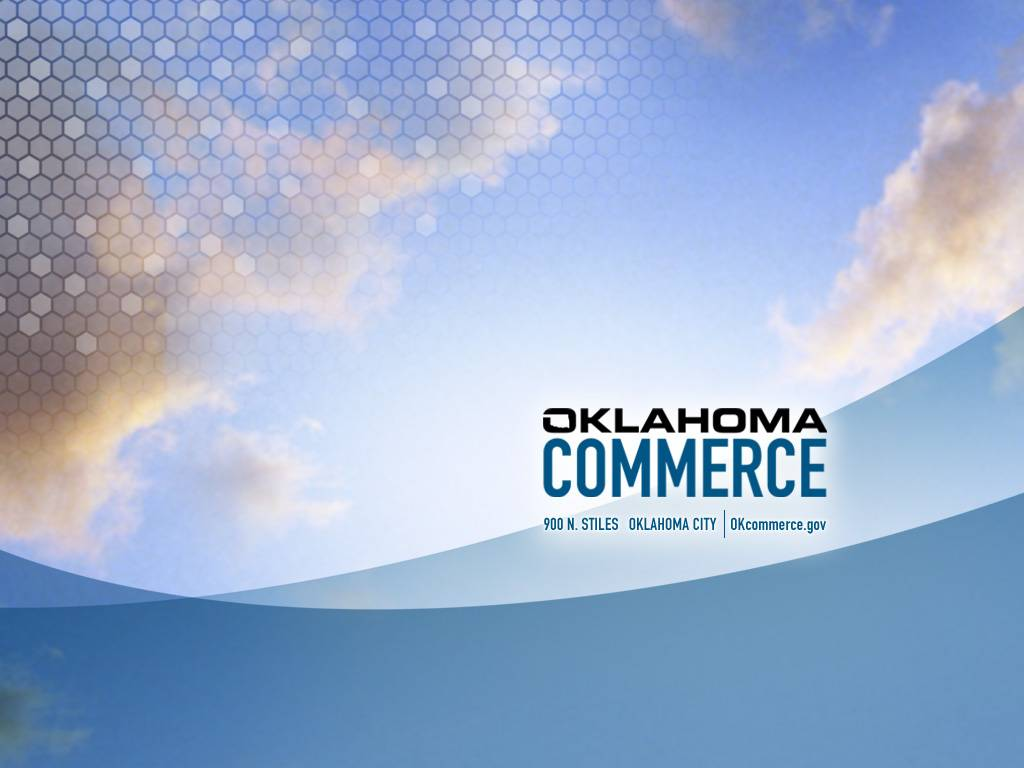 OKLAHOMA
COMMERCE
900 N. STILES OKLAHOMA CITY | OKcommerce.gov